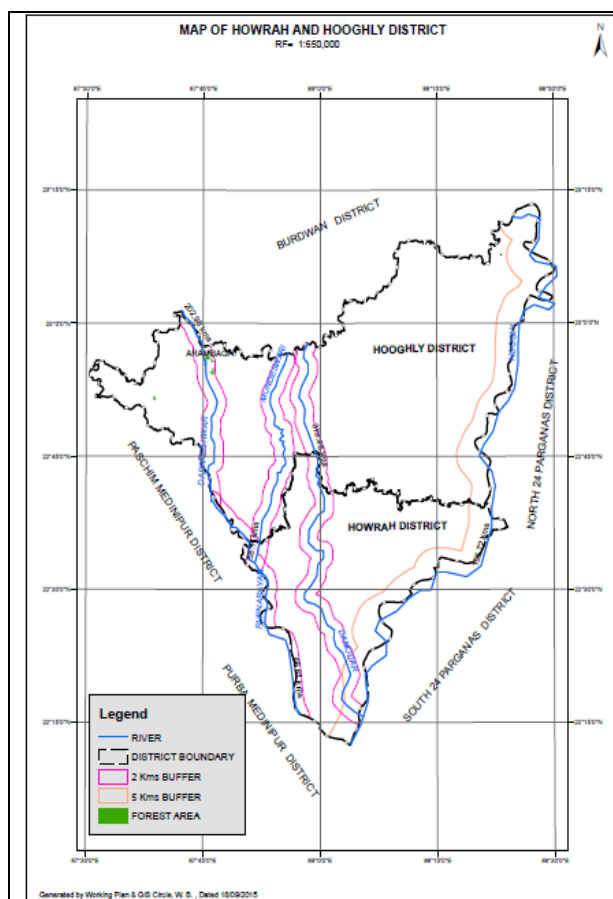 MAP OF HOWRAH AND HOOGHLY DISTRICT
RF= 1:650,000
N
87°30'0"E 87°45'0"E 88°0'0"E 88°15'0"E 88°30'0"E
23°15'0"N 23°15'0"N
BURDWAN DISTRICT
23°0'0"N 23°0'0"N
HOOGHLY DISTRICT
ARAMBAGH
MUNDESWARI
22°45'0"N 22°45'0"N
PASCHIM MEDINIPUR DISTRICT
NORTH 24 PARGANAS DISTRICT
HOWRAH DISTRICT
22°30'0"N 22°30'0"N
DAMODAR
SOUTH 24 PARGANAS DISTRICT
PURBA MEDINIPUR DISTRICT
22°15'0"N 22°15'0"N
Legend
RIVER
DISTRICT BOUNDARY
2 Kms BUFFER
5 Kms BUFFER
FOREST AREA
87°30'0"E 87°45'0"E 88°0'0"E 88°15'0"E 88°30'0"E
Generated by Working Plan & GIS Circle, W. B. , Dated 18/09/2015